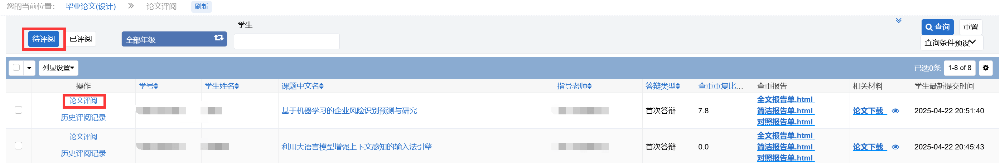 您的当前位置： 毕业论文(设计) 论文评阅 刷新
学生
待评阅 已评阅 全部年级 查询 重置
查询条件预设
列显设置 已选0条 1-8 of 8
操作 学号 学生姓名 课题中文名 指导老师 答辩类型 查重重复比... 查重报告 相关材料 学生最新提交时间
论文评阅 全文报告单.html
基于机器学习的企业风险识别预测与研究 首次答辩 7.8 简洁报告单.html 论文下载 2025-04-22 20:51:40
历史评阅记录 对照报告单.html
论文评阅 全文报告单.html
利用大语言模型增强上下文感知的输入法引擎 首次答辩 0.0 简洁报告单.html 论文下载 2025-04-22 20:45:43
历史评阅记录 对照报告单.html